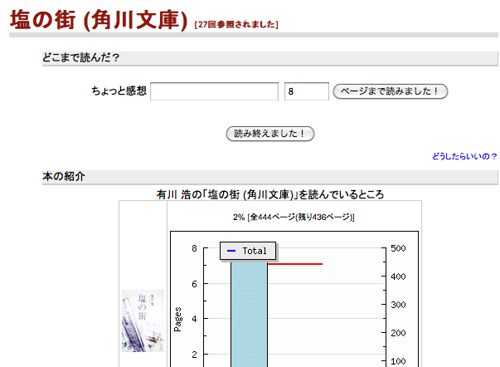 塩の街 (角川文庫) [27回参照されました]
どこまで読んだ？
ちょっと感想 8 ページまで読みました！
読み終えました！
どうしたらいいの？
本の紹介
有川 浩の「塩の街 (角川文庫)」を読んでいるところ
2% [全444ページ(残り436ページ)]
Total
8 500
400
6
300
Pages
4
200
2 100
塩の街